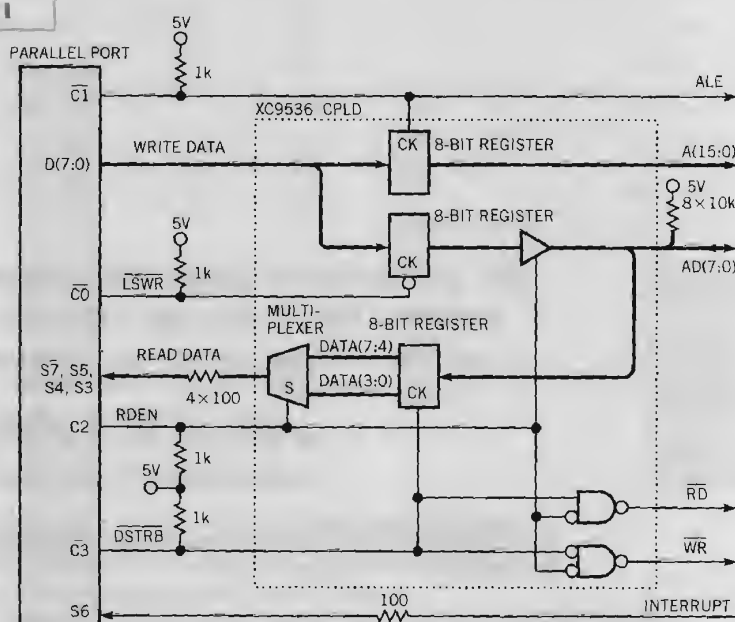 1
5V
PARALLEL PORT
1k
C̅1̅
ALE
XC9536 CPLD
CK
8-BIT REGISTER
D(7:0)
WRITE DATA
A(15:0)
5V
8×10k
5V
8-BIT REGISTER
1k
CK
AD(7:0)
C̅0̅
L̅S̅W̅R̅
MULTI-
PLEXER
8-BIT REGISTER
READ DATA
DATA(7:4)
S̅7̅, S5,
S4, S3
4×100
S
DATA(3:0)
CK
C2
RDEN
1k
5V
1k
R̅D̅
C̅3̅
D̅S̅T̅R̅B̅
W̅R̅
S6
100
INTERRUPT